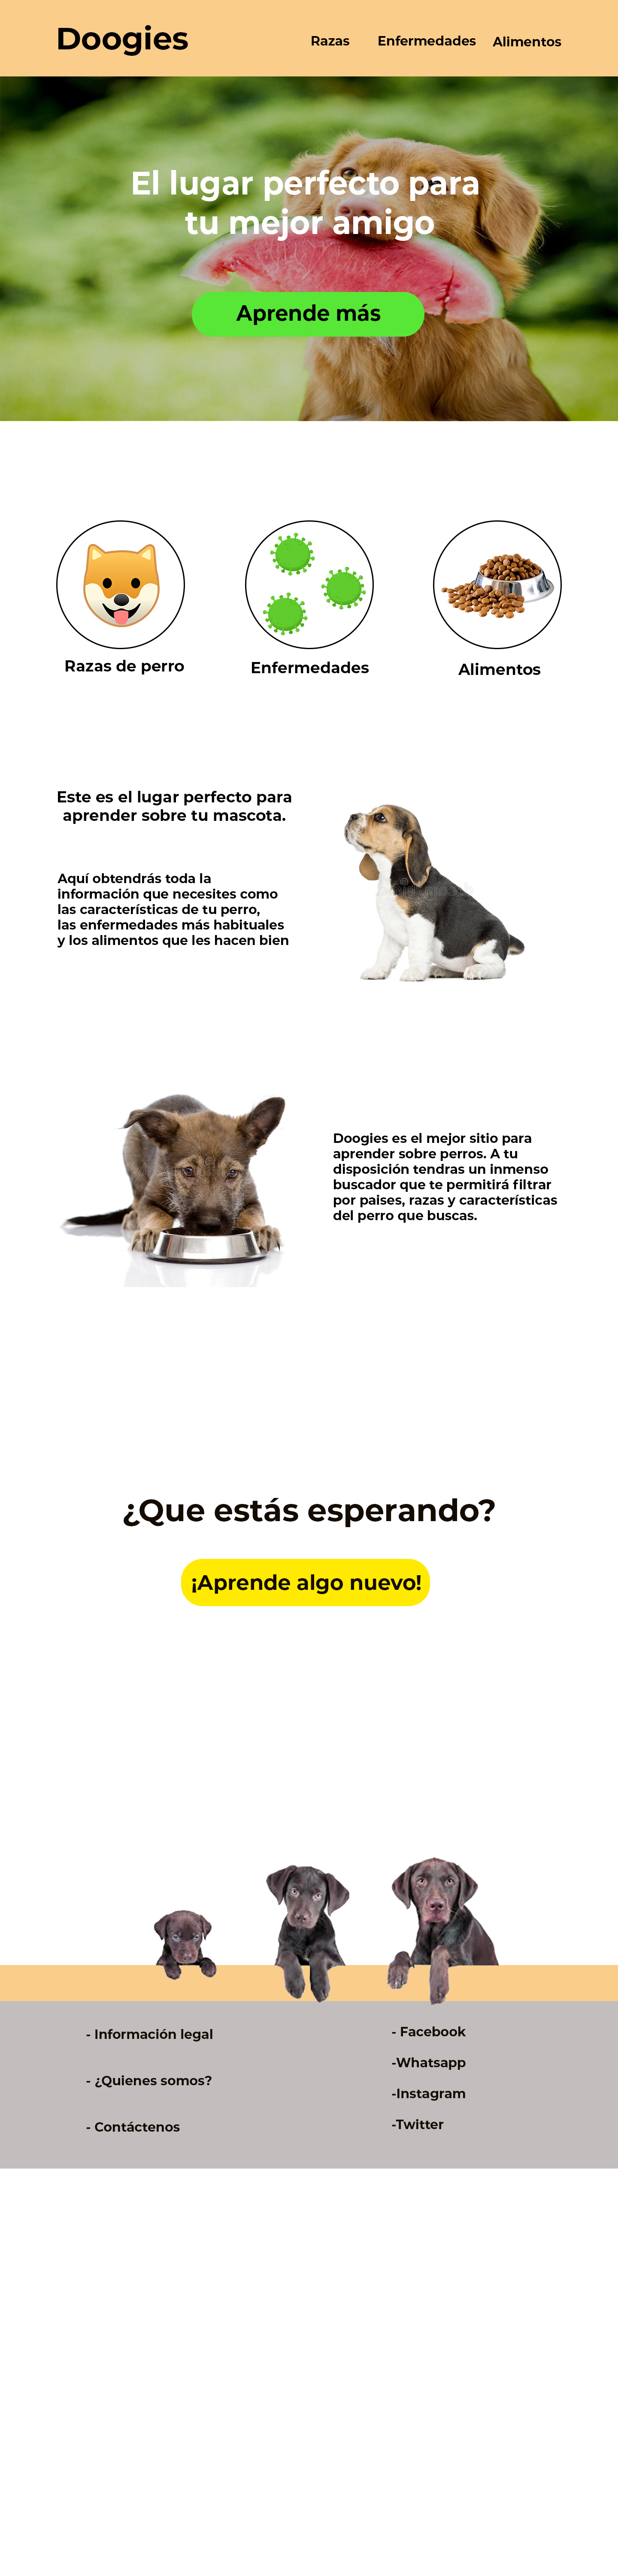 Doogies
Razas Enfermedades Alimentos
El lugar perfecto para
tu mejor amigo
Aprende más
Razas de perro
Enfermedades
Alimentos
Este es el lugar perfecto para
aprender sobre tu mascota.
Aquí obtendrás toda la
información que necesites como
las características de tu perro,
las enfermedades más habituales
y los alimentos que les hacen bien
Doogies es el mejor sitio para
aprender sobre perros. A tu
disposición tendras un inmenso
buscador que te permitirá filtrar
por paises, razas y características
del perro que buscas.
¿Que estás esperando?
¡Aprende algo nuevo!
- Información legal
- ¿Quienes somos?
- Contáctenos
- Facebook
-Whatsapp
-Instagram
-Twitter